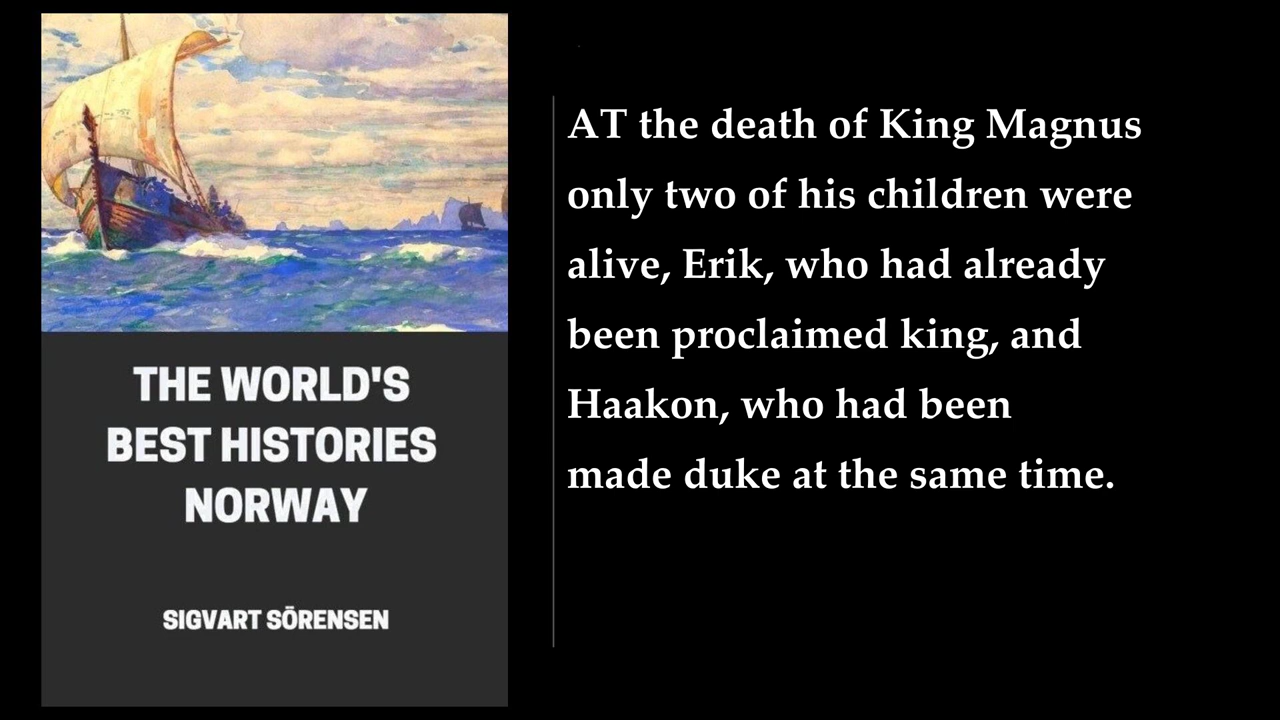 THE WORLD'S
BEST HISTORIES
NORWAY
SIGVART SÖRENSEN
AT the death of King Magnus
only two of his children were
alive, Erik, who had already
been proclaimed king, and
Haakon, who had been
made duke at the same time.